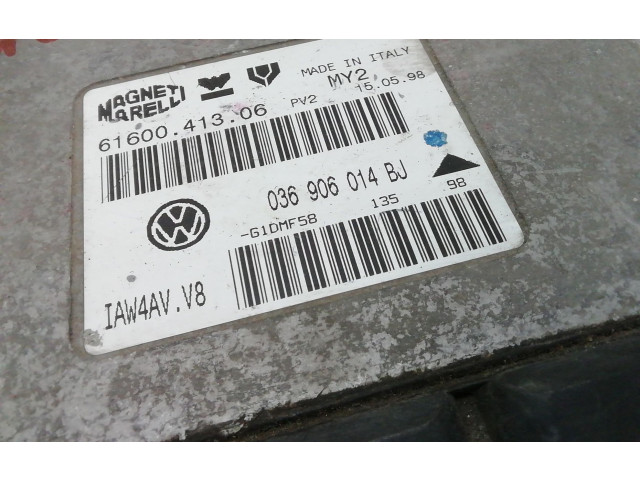 MAGNETI
MARELLI
MADE IN ITALY
MY2
61600.413.06 PV2 15.05.98
036 906 014 BJ
-G1DMF58 135 98
IAW4AV.V8